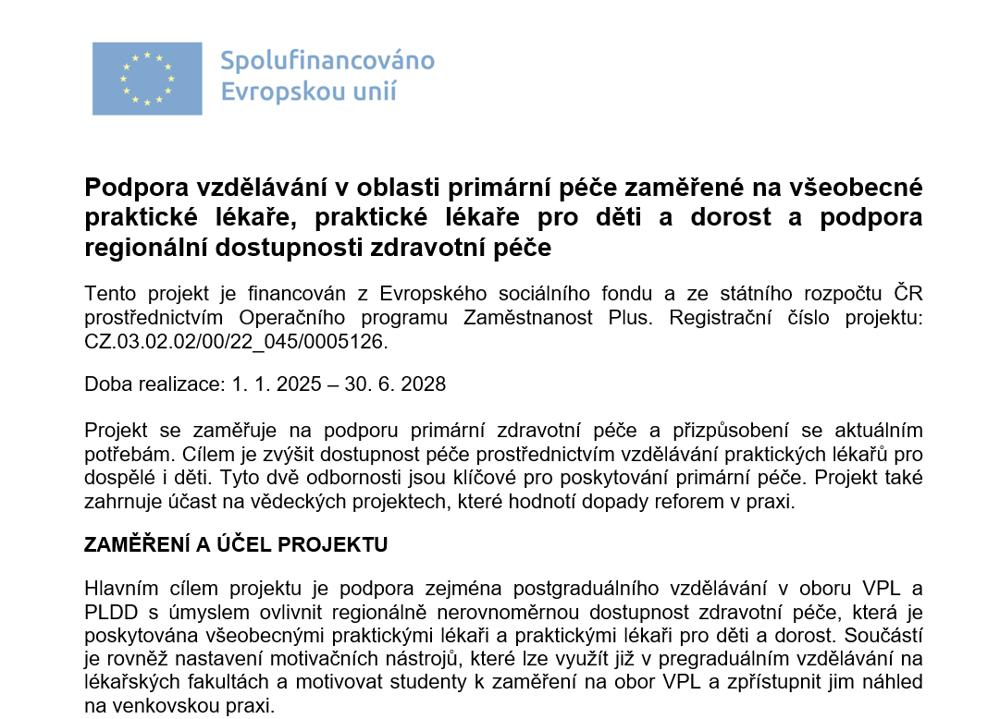 Spolufinancováno
Evropskou unií
Podpora vzdělávání v oblasti primární péče zaměřené na všeobecné
praktické lékaře, praktické lékaře pro děti a dorost a podpora
regionální dostupnosti zdravotní péče
Tento projekt je financován z Evropského sociálního fondu a ze státního rozpočtu ČR
prostřednictvím Operačního programu Zaměstnanost Plus. Registrační číslo projektu:
CZ.03.02.02/00/22_045/0005126.
Doba realizace: 1. 1. 2025 – 30. 6. 2028
Projekt se zaměřuje na podporu primární zdravotní péče a přizpůsobení se aktuálním
potřebám. Cílem je zvýšit dostupnost péče prostřednictvím vzdělávání praktických lékařů pro
dospělé i děti. Tyto dvě odbornosti jsou klíčové pro poskytování primární péče. Projekt také
zahrnuje účast na vědeckých projektech, které hodnotí dopady reforem v praxi.
ZAMĚŘENÍ A ÚČEL PROJEKTU
Hlavním cílem projektu je podpora zejména postgraduálního vzdělávání v oboru VPL a
PLDD s úmyslem ovlivnit regionálně nerovnoměrnou dostupnost zdravotní péče, která je
poskytována všeobecnými praktickými lékaři a praktickými lékaři pro děti a dorost. Součástí
je rovněž nastavení motivačních nástrojů, které lze využít již v pregraduálním vzdělávání na
lékařských fakultách a motivovat studenty k zaměření na obor VPL a zpřístupnit jim náhled
na venkovskou praxi.